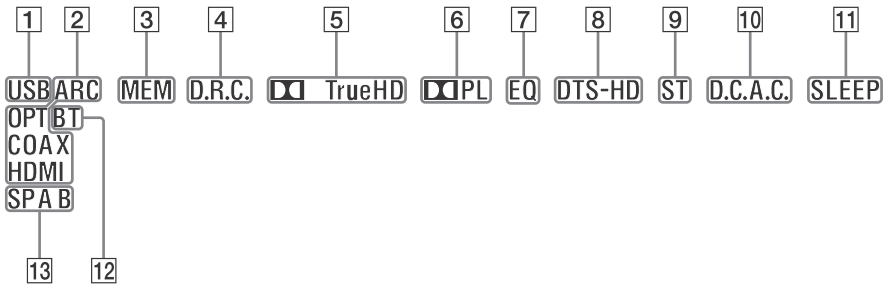 1 2 3 4 5 6 7 8 9 10 11
USB ARC MEM D.R.C. TrueHD PL EQ DTS-HD ST D.C.A.C. SLEEP
OPT BT
COAX
HDMI
SP A B
13 12